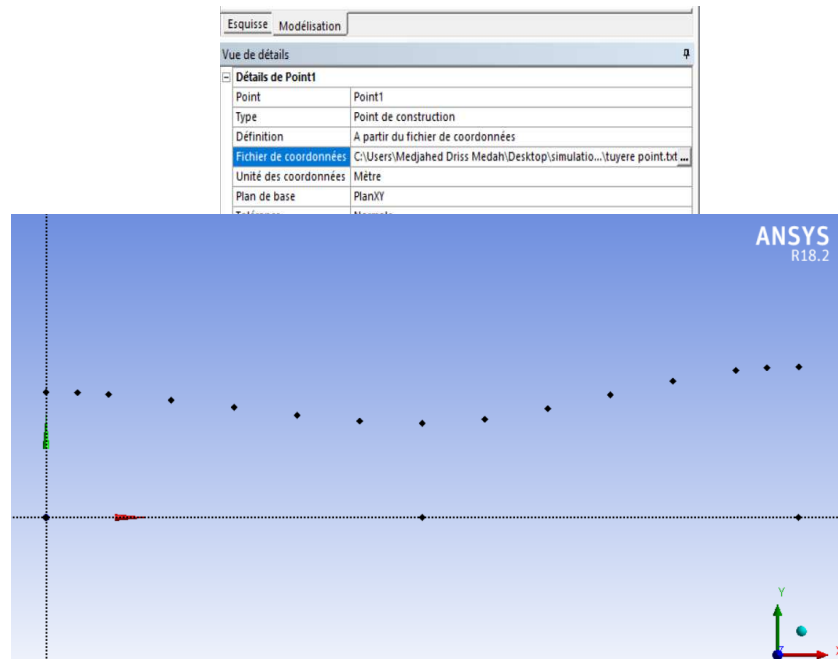 Esquisse Modélisation
Vue de détails
Détails de Point1
Point Point1
Type Point de construction
Définition A partir du fichier de coordonnées
Fichier de coordonnées C:\Users\Medjahed Driss Medah\Desktop\simulatio...\tuyere point.txt ...
Unité des coordonnées Mètre
Plan de base PlanXY
ANSYS
R18.2
Y
Z